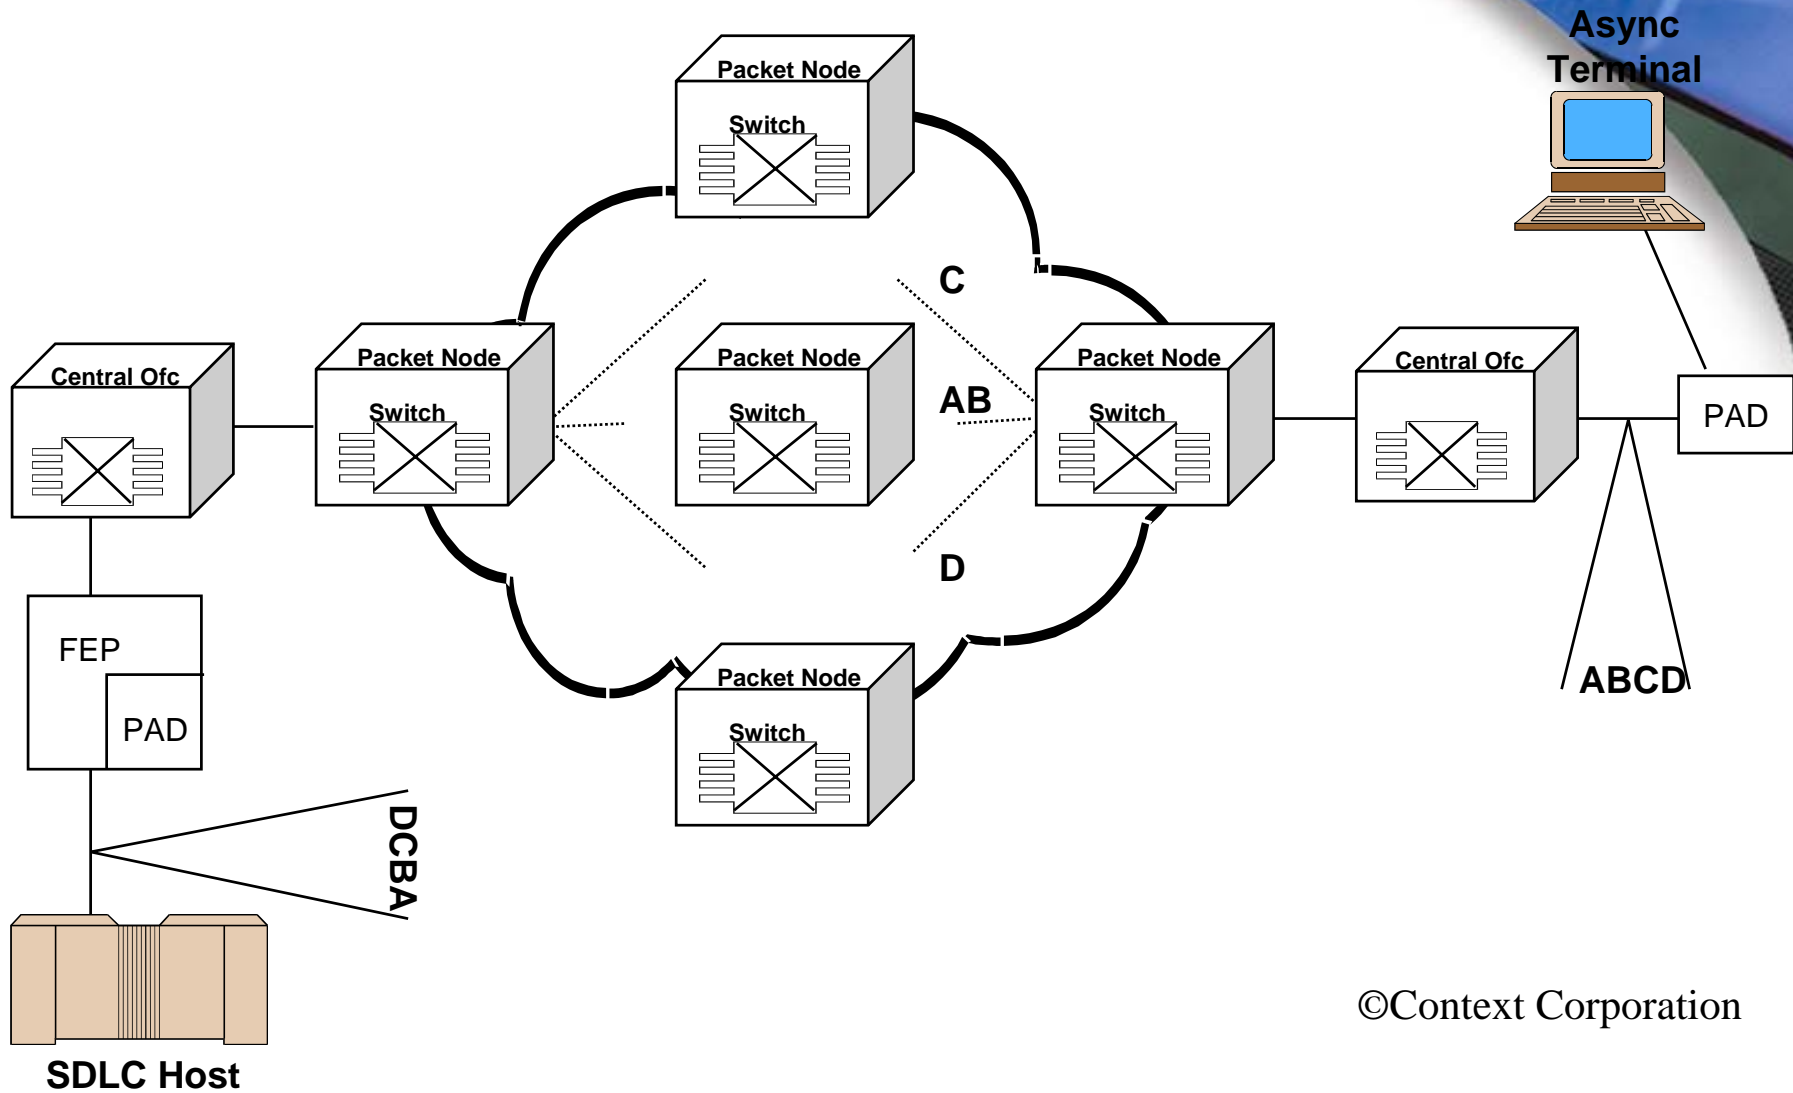 Async
Terminal
Packet Node
Switch
C
Central Ofc
Packet Node
Switch
Packet Node
Switch
AB
Packet Node
Switch
Central Ofc
PAD
D
FEP
PAD
Packet Node
Switch
ABCD
DCBA
©Context Corporation
SDLC Host